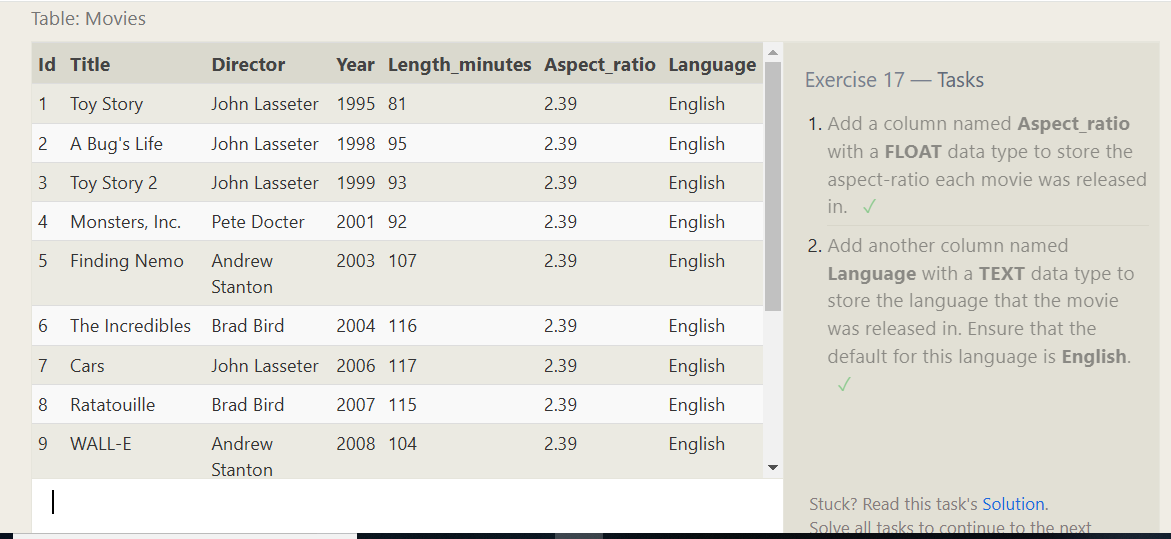 Table: Movies
Id Title Director Year Length_minutes Aspect_ratio Language
1 Toy Story John Lasseter 1995 81 2.39 English
2 A Bug's Life John Lasseter 1998 95 2.39 English
3 Toy Story 2 John Lasseter 1999 93 2.39 English
4 Monsters, Inc. Pete Docter 2001 92 2.39 English
5 Finding Nemo Andrew Stanton 2003 107 2.39 English
6 The Incredibles Brad Bird 2004 116 2.39 English
7 Cars John Lasseter 2006 117 2.39 English
8 Ratatouille Brad Bird 2007 115 2.39 English
9 WALL-E Andrew Stanton 2008 104 2.39 English
Exercise 17 — Tasks
1. Add a column named Aspect_ratio
with a FLOAT data type to store the
aspect-ratio each movie was released
in. ✓
2. Add another column named
Language with a TEXT data type to
store the language that the movie
was released in. Ensure that the
default for this language is English.
✓
Stuck? Read this task's Solution.
Solve all tasks to continue to the next